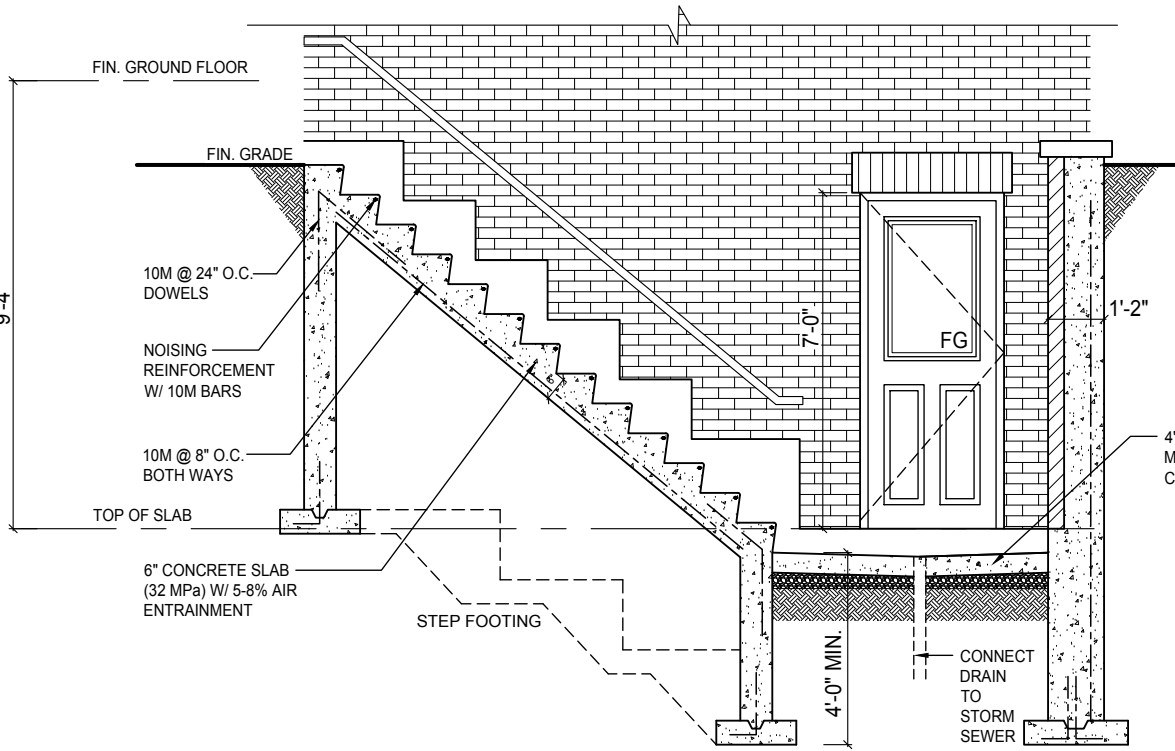 FIN. GROUND FLOOR
FIN. GRADE
10M @ 24" O.C.
DOWELS
9'-4
NOISING
REINFORCEMENT
W/ 10M BARS
10M @ 8" O.C.
BOTH WAYS
TOP OF SLAB
6" CONCRETE SLAB
(32 MPa) W/ 5-8% AIR
ENTRAINMENT
STEP FOOTING
7'-0"
FG
1'-2"
4'-0" MIN.
CONNECT
DRAIN
TO
STORM
SEWER